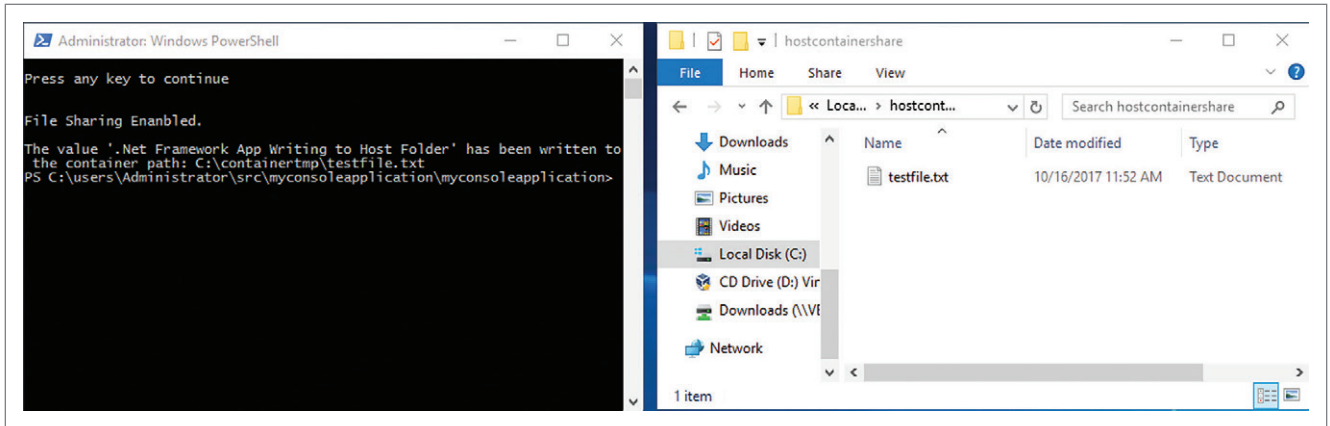 Administrator: Windows PowerShell
Press any key to continue
File Sharing Enanbled.
The value '.Net Framework App Writing to Host Folder' has been written to
the container path: C:\containertmp\testfile.txt
PS C:\users\Administrator\src\myconsoleapplication\myconsoleapplication>
hostcontainershare
File Home Share View
« Loca... › hostcont... Search hostcontainershare
Downloads
Music
Pictures
Videos
Local Disk (C:)
CD Drive (D:) Vir
Downloads (\\VB
Network
Name Date modified Type
testfile.txt 10/16/2017 11:52 AM Text Document
1 item